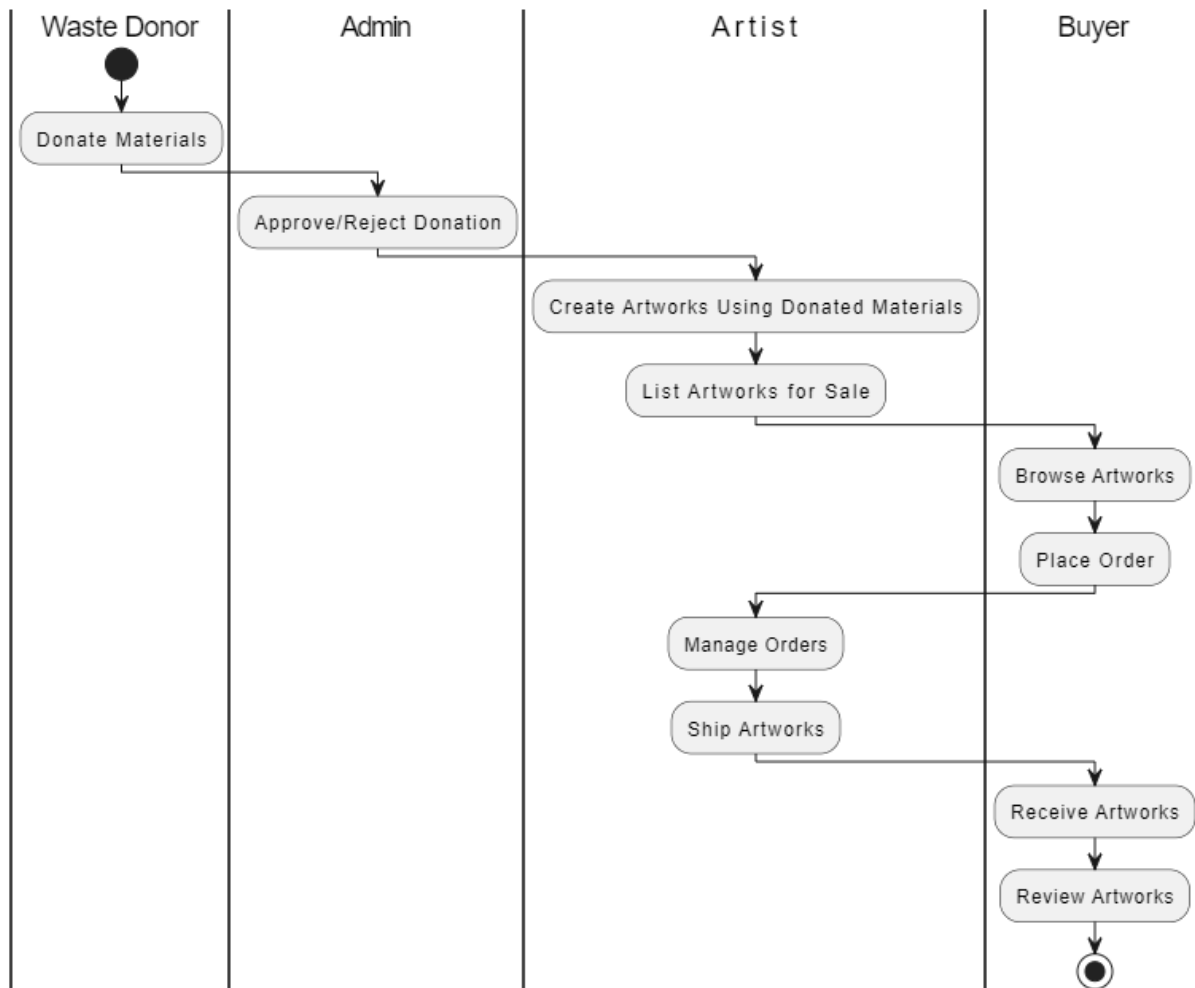 Waste Donor
Admin
Artist
Buyer
Donate Materials
Approve/Reject Donation
Create Artworks Using Donated Materials
List Artworks for Sale
Browse Artworks
Place Order
Manage Orders
Ship Artworks
Receive Artworks
Review Artworks